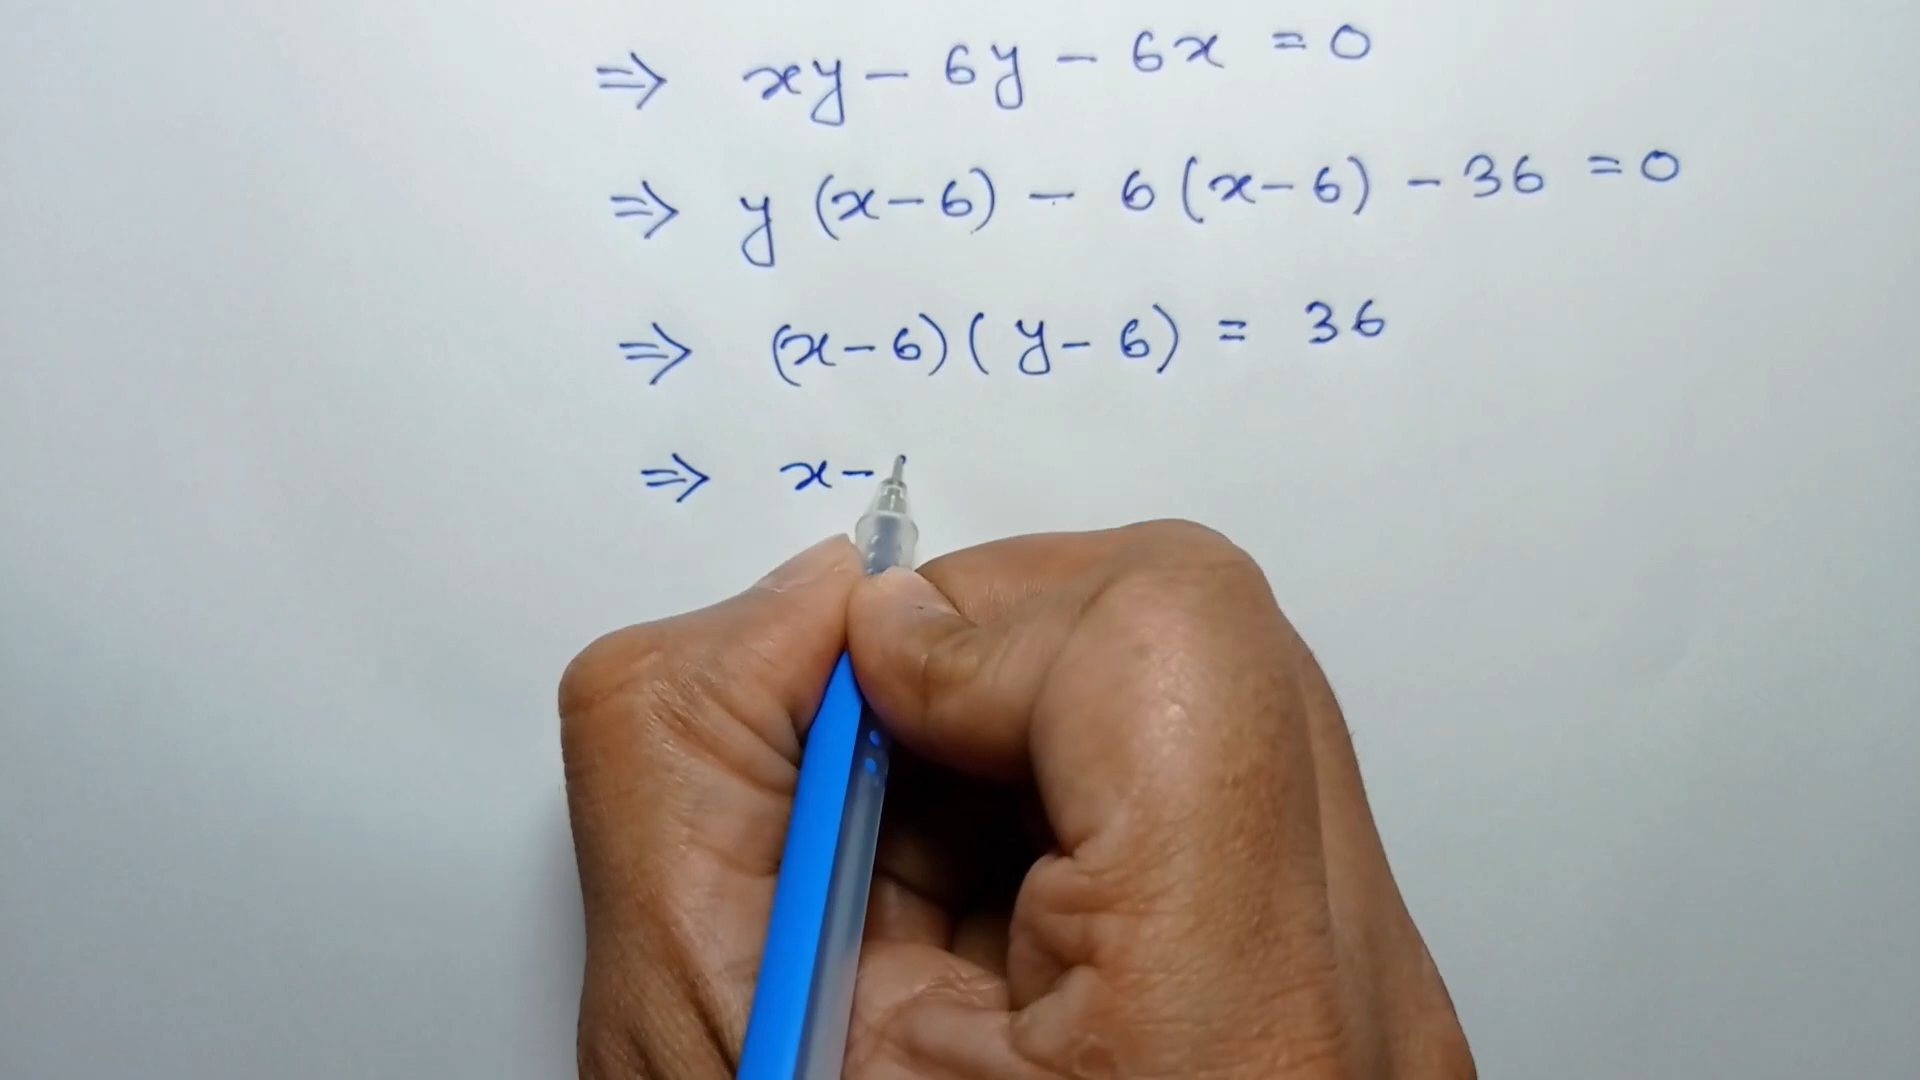 ⇒ xy - 6y - 6x = 0
⇒ y (x - 6) - 6 (x - 6) - 36 = 0
⇒ (x - 6) ( y - 6) = 36
⇒ x -